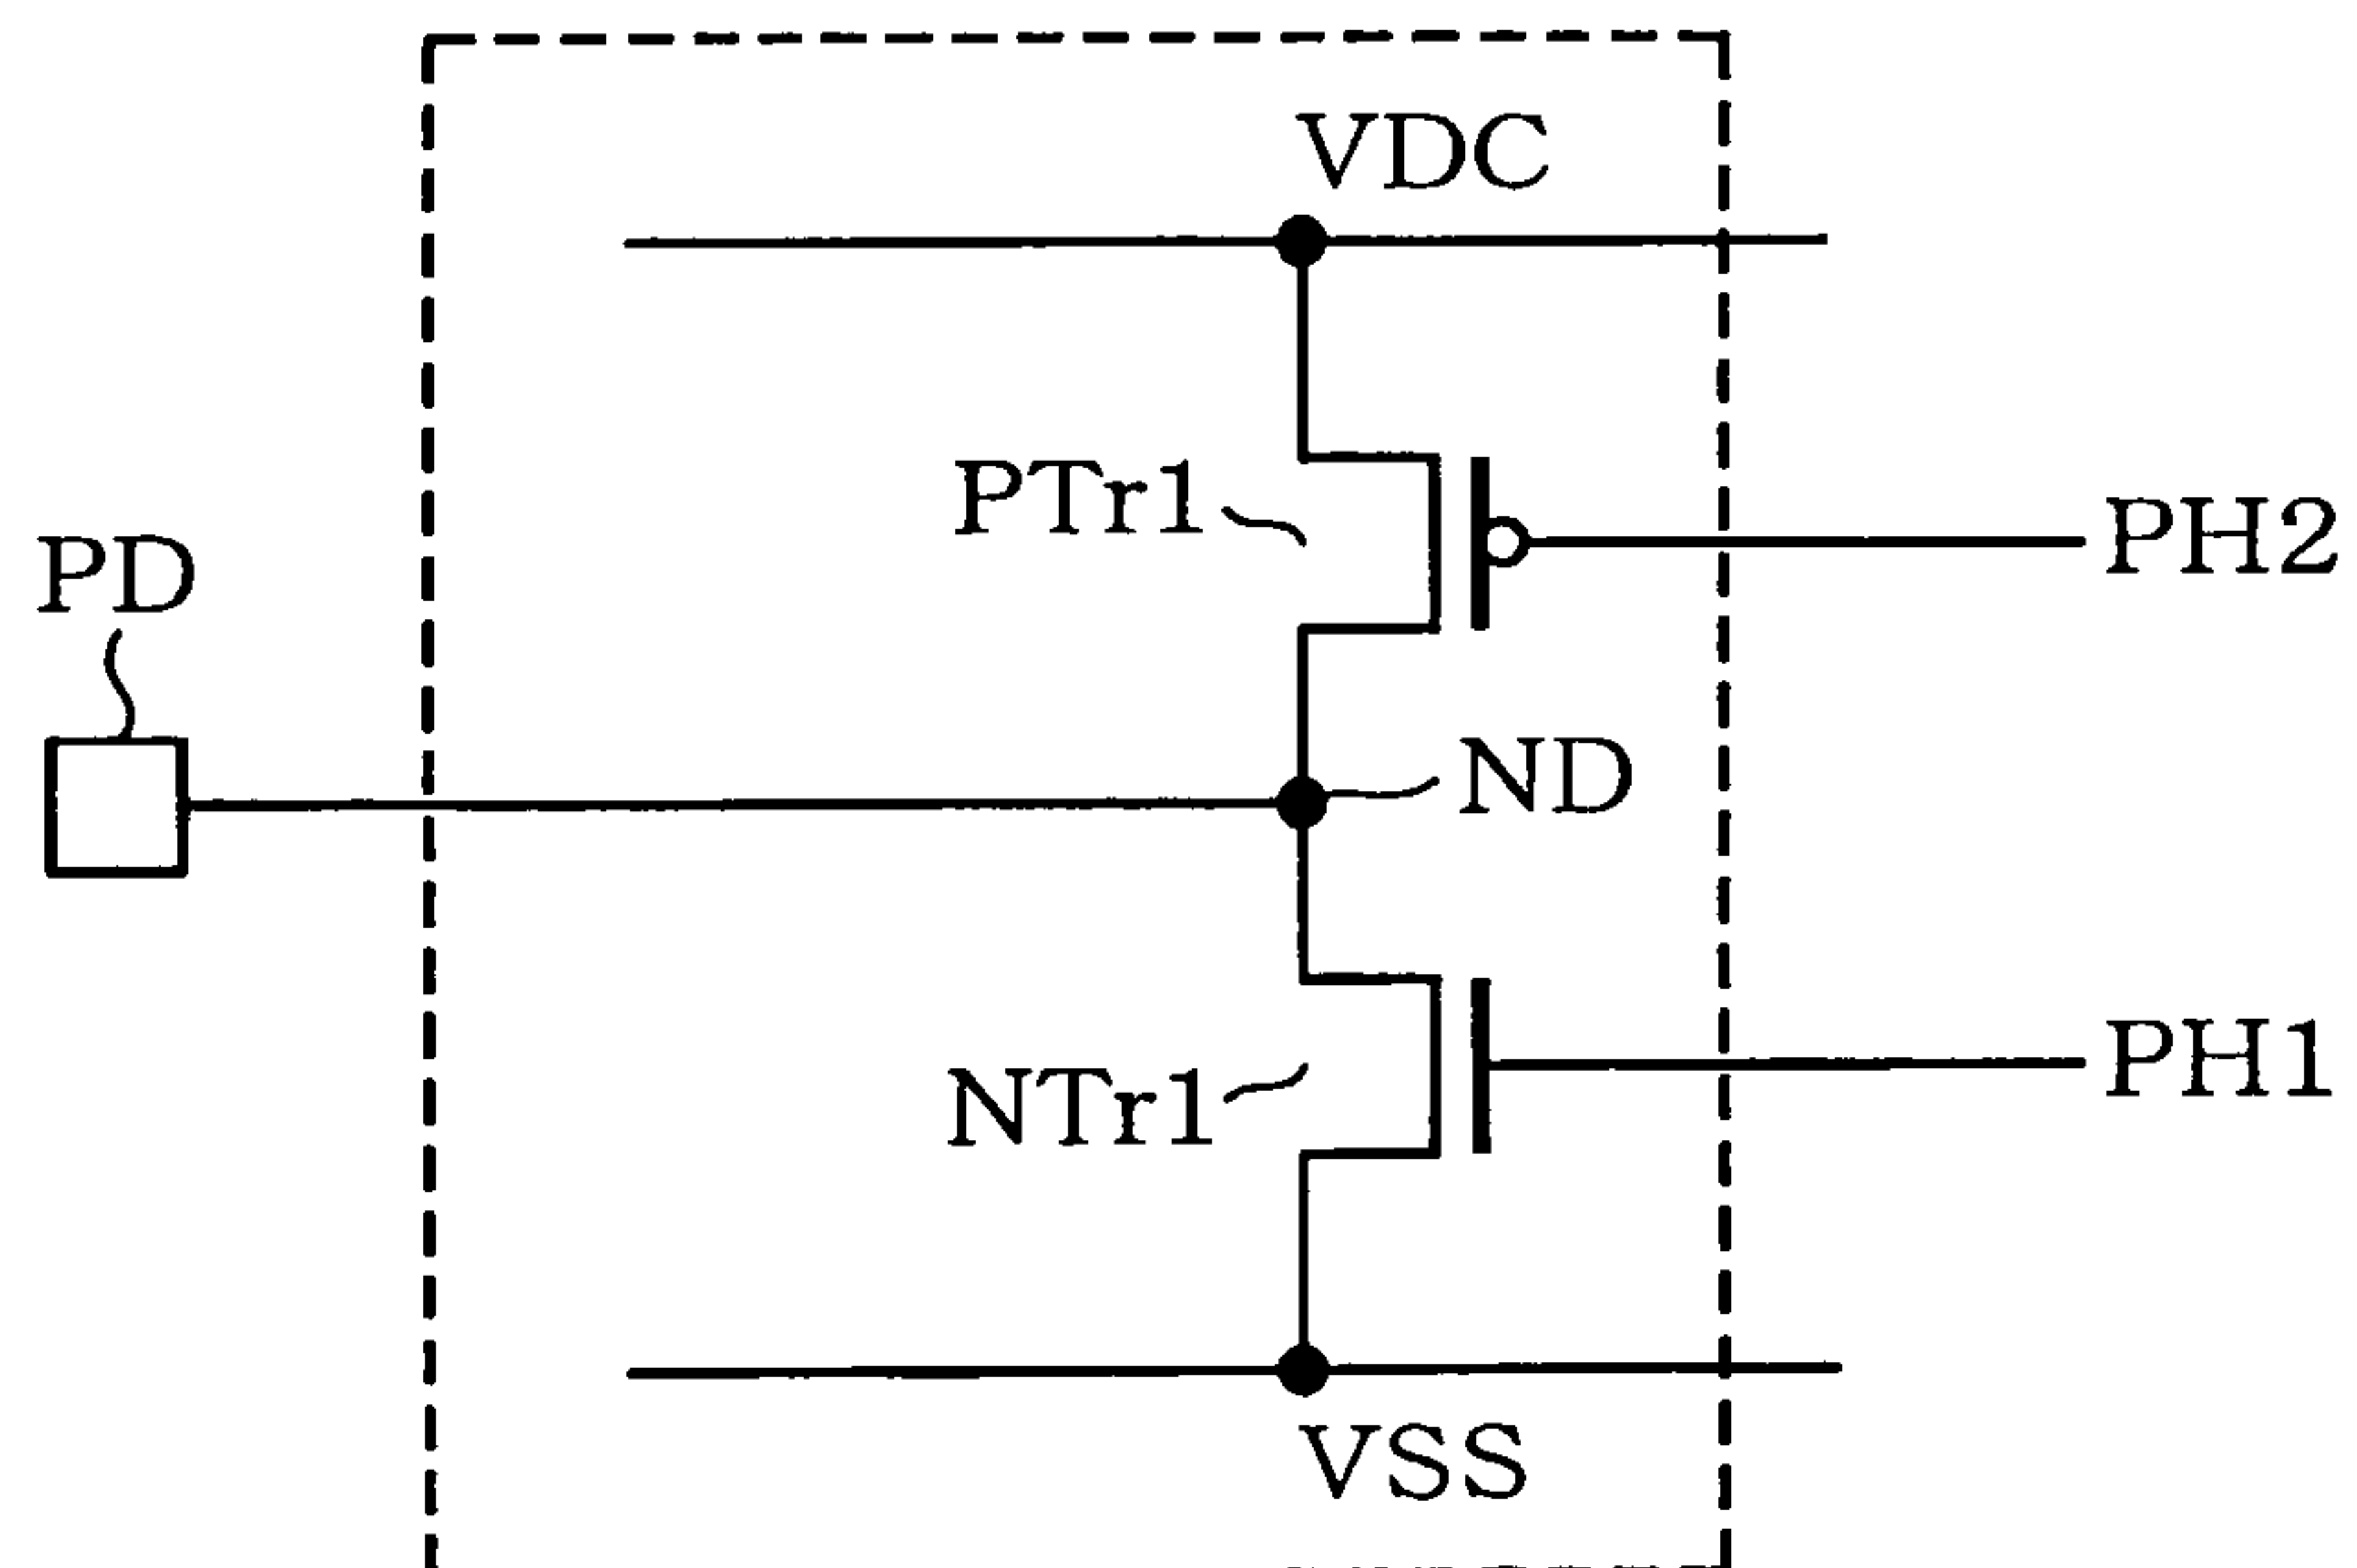 VDC
PTr1
PH2
PD
ND
NTr1
PH1
VSS